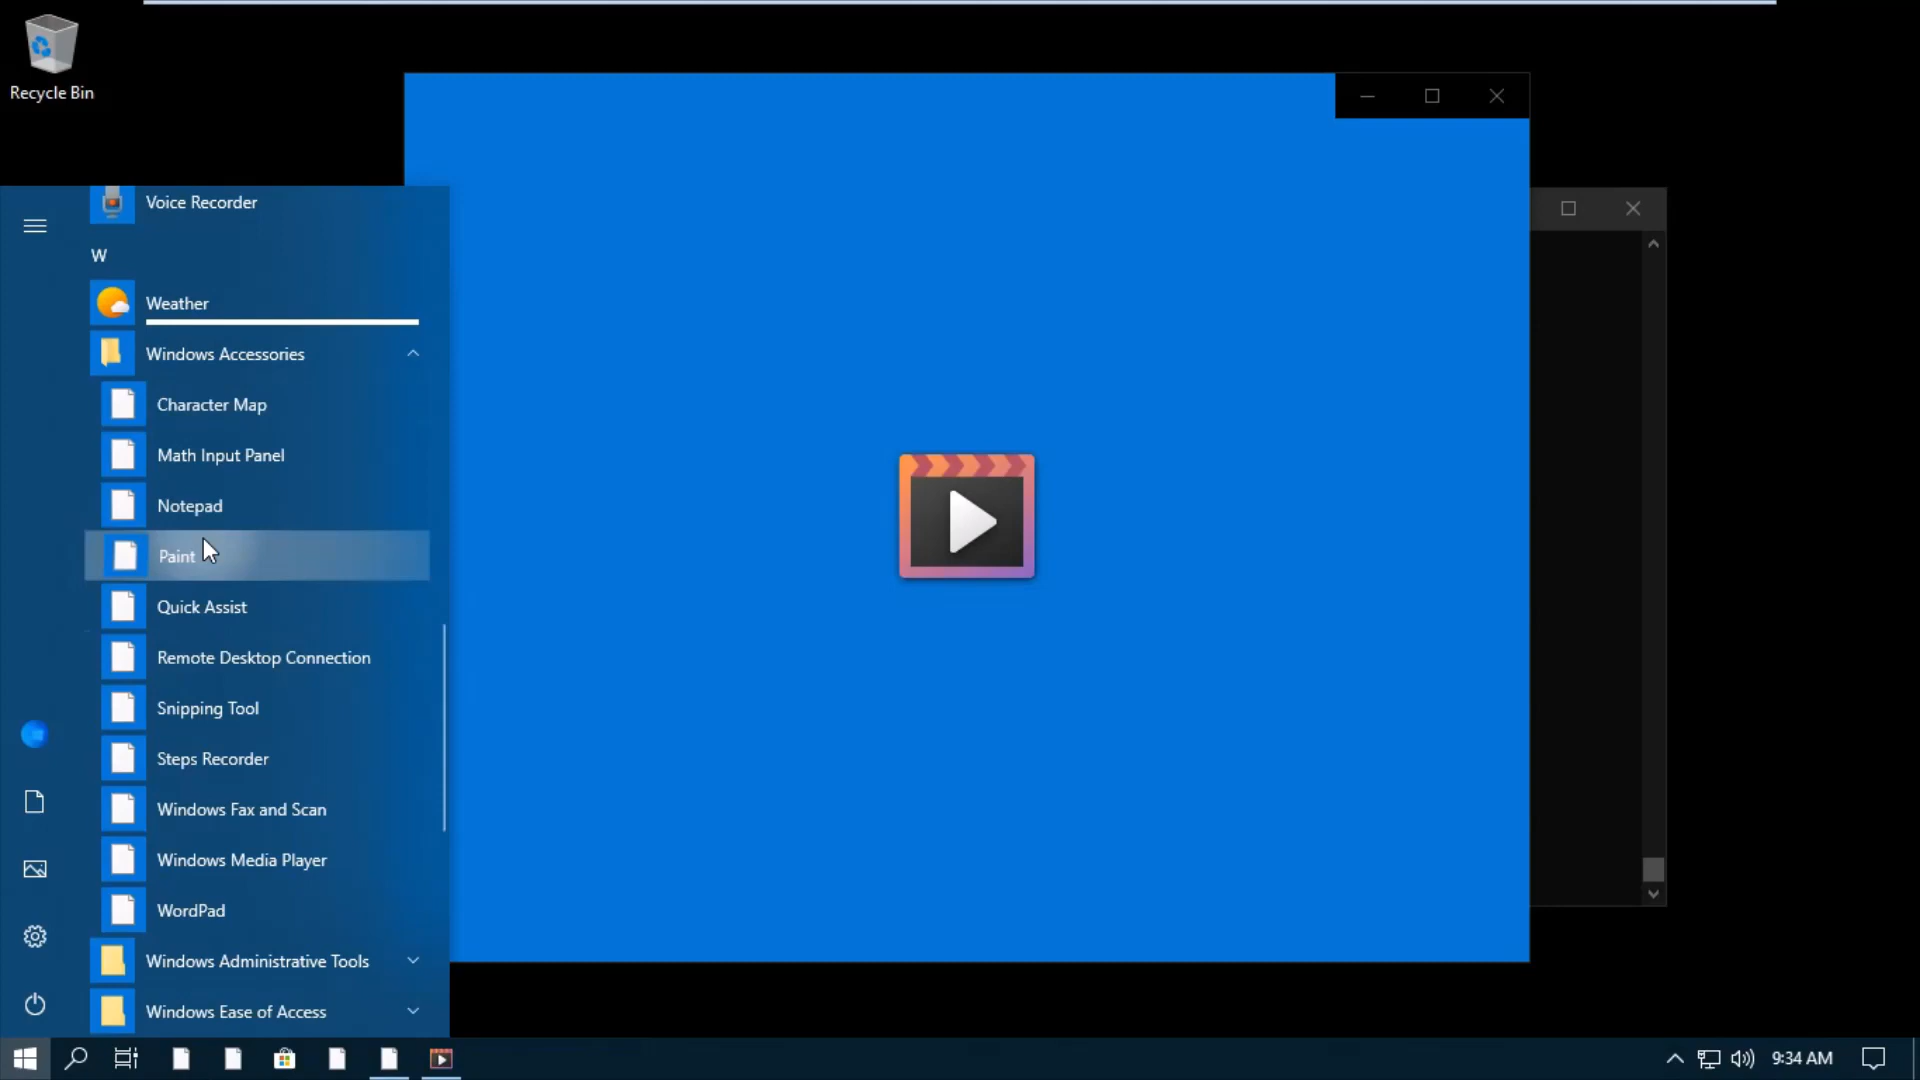 Recycle Bin
Voice Recorder
W
Weather
Windows Accessories
Character Map
Math Input Panel
Notepad
Paint
Quick Assist
Remote Desktop Connection
Snipping Tool
Steps Recorder
Windows Fax and Scan
Windows Media Player
WordPad
Windows Administrative Tools
Windows Ease of Access
9:34 AM